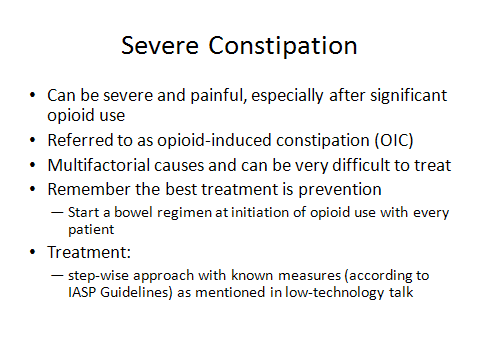 Severe Constipation
• Can be severe and painful, especially after significant
opioid use
• Referred to as opioid-induced constipation (OIC)
• Multifactorial causes and can be very difficult to treat
• Remember the best treatment is prevention
— Start a bowel regimen at initiation of opioid use with every
patient
• Treatment:
— step-wise approach with known measures (according to
IASP Guidelines) as mentioned in low-technology talk